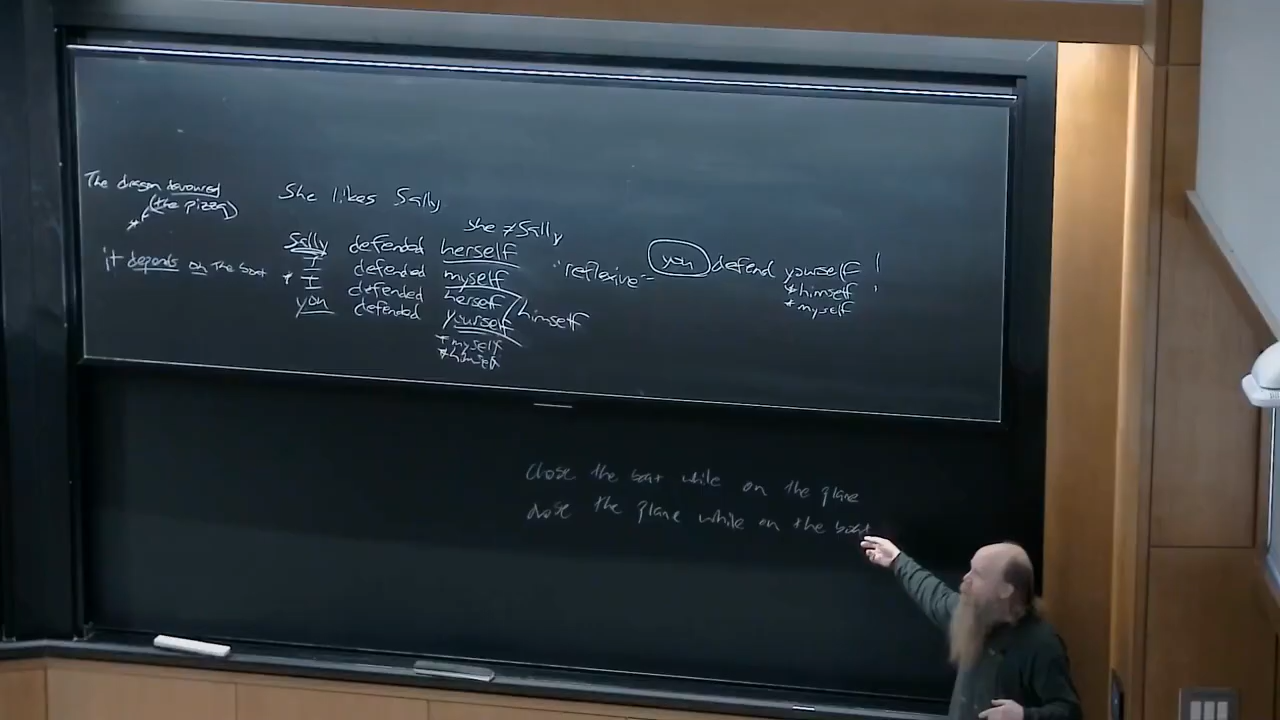 The dragon devoured
* (the pizza)
it depends on the boat
She likes Sally
she ≠ Sally
Sally defended herself
I defended myself
* I defended herself / himself
you defended yourself
*myself
*himself
"reflexive"
you defend yourself !
*himself
*myself
chose the boat while on the plane
chose the plane while on the boat